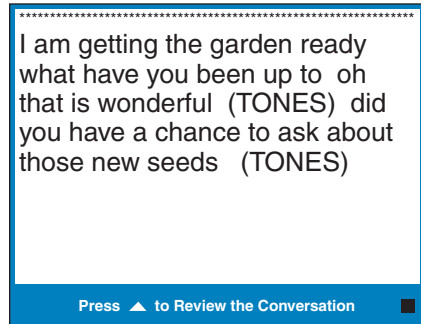 ****************************************************************
I am getting the garden ready
what have you been up to  oh
that is wonderful  (TONES)  did
you have a chance to ask about
those new seeds   (TONES)
Press ▲ to Review the Conversation